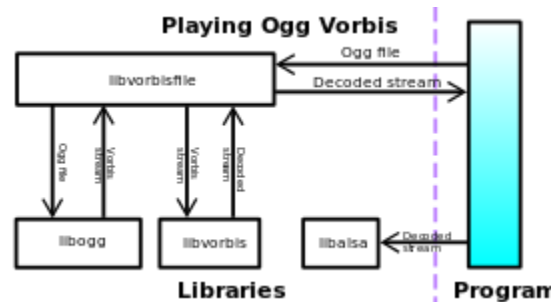 Playing Ogg Vorbis
Ogg file
libvorbisfile
Decoded stream
Ogg file
Vorbis
stream
Vorbis
stream
Decoded
stream
libogg
libvorbis
libalsa
Decoded
stream
Libraries
Program